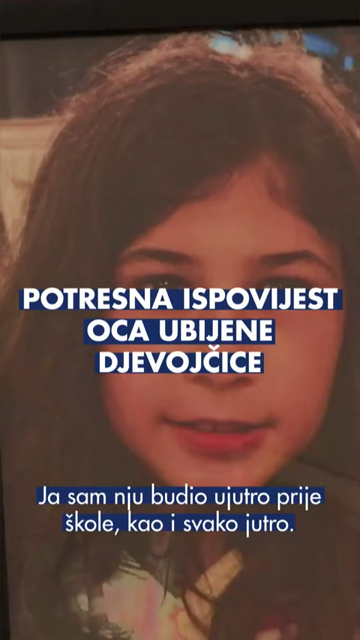 POTRESNA ISPOVIJEST
OCA UBIJENE
DJEVOJČICE
Ja sam nju budio ujutro prije
škole, kao i svako jutro.